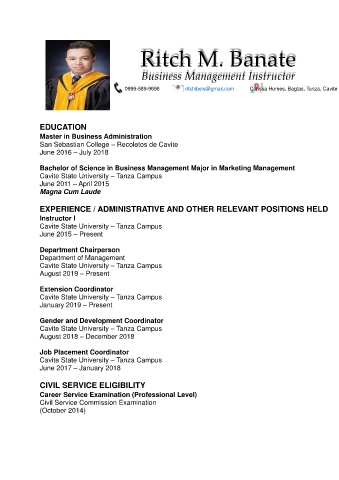 Ritch M. Banate
Business Management Instructor
0999-589-9698 ritchibels@gmail.com Carissa Homes, Bagtas, Tanza, Cavite
EDUCATION
Master in Business Administration
San Sebastian College – Recoletos de Cavite
June 2016 – July 2018
Bachelor of Science in Business Management Major in Marketing Management
Cavite State University – Tanza Campus
June 2011 – April 2015
Magna Cum Laude
EXPERIENCE / ADMINISTRATIVE AND OTHER RELEVANT POSITIONS HELD
Instructor I
Cavite State University – Tanza Campus
June 2015 – Present
Department Chairperson
Department of Management
Cavite State University – Tanza Campus
August 2019 – Present
Extension Coordinator
Cavite State University – Tanza Campus
January 2019 – Present
Gender and Development Coordinator
Cavite State University – Tanza Campus
August 2018 – December 2018
Job Placement Coordinator
Cavite State University – Tanza Campus
June 2017 – January 2018
CIVIL SERVICE ELIGIBILITY
Career Service Examination (Professional Level)
Civil Service Commission Examination
(October 2014)